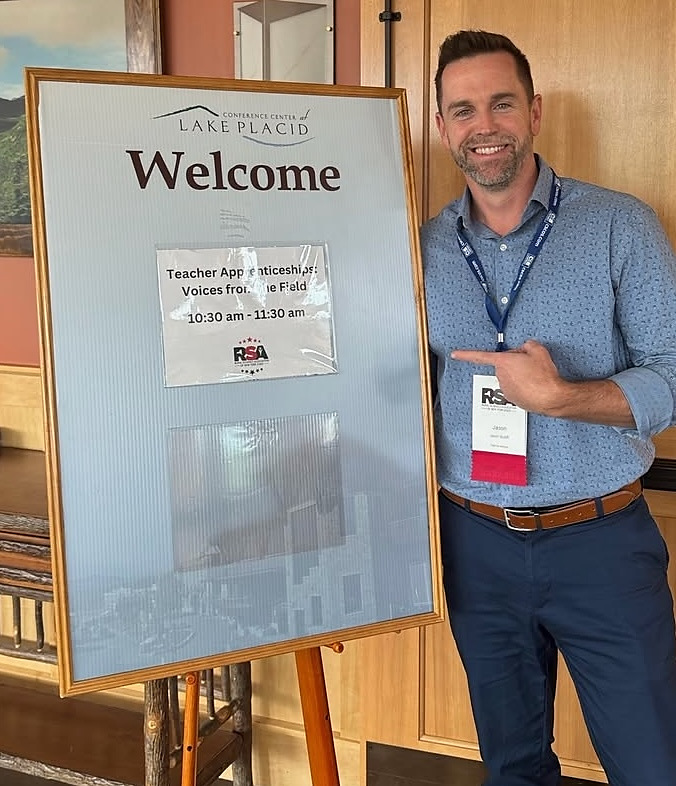 CONFERENCE CENTER at
LAKE PLACID
Welcome
Teacher Apprenticeships:
Voices from the Field
10:30 am - 11:30 am
RSA
RSA
Jason